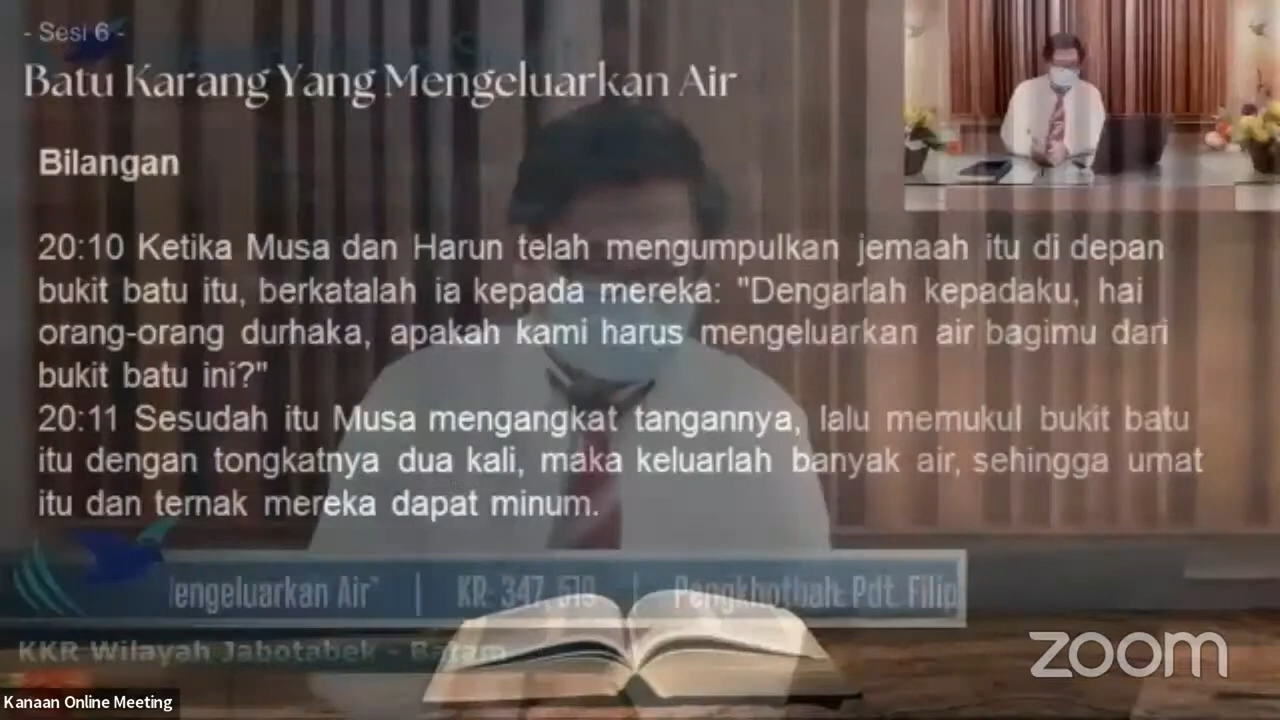 - Sesi 6 -
Batu Karang Yang Mengeluarkan Air
Bilangan
20:10 Ketika Musa dan Harun telah mengumpulkan jemaah itu di depan
bukit batu itu, berkatalah ia kepada mereka: "Dengarlah kepadaku, hai
orang-orang durhaka, apakah kami harus mengeluarkan air bagimu dari
bukit batu ini?"
20:11 Sesudah itu Musa mengangkat tangannya, lalu memukul bukit batu
itu dengan tongkatnya dua kali, maka keluarlah banyak air, sehingga umat
itu dan ternak mereka dapat minum.
engeluarkan Air" | KR: 347, 519 | Pengkhotbah: Pdt. Filip
KKR Wilayah Jabotabek - Batam
zoom
Kanaan Online Meeting